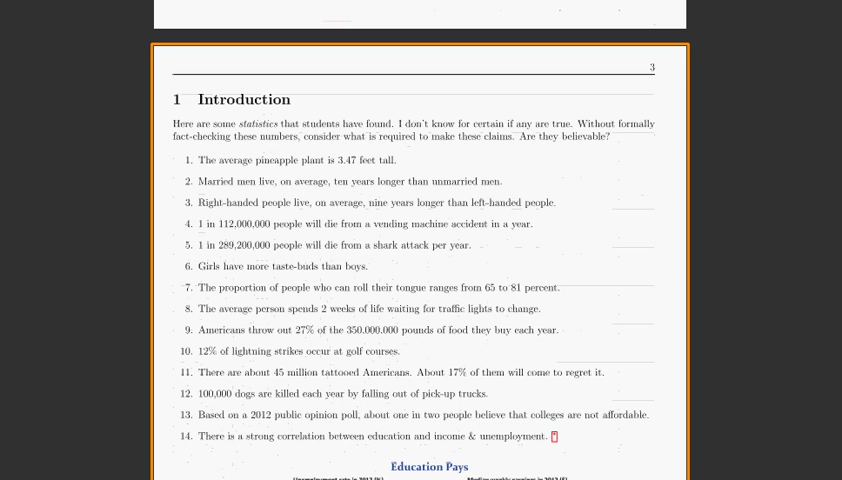 3
1 Introduction
Here are some statistics that students have found. I don't know for certain if any are true. Without formally
fact-checking these numbers, consider what is required to make these claims. Are they believable?
1. The average pineapple plant is 3.47 feet tall.
2. Married men live, on average, ten years longer than unmarried men.
3. Right-handed people live, on average, nine years longer than left-handed people.
4. 1 in 112,000,000 people will die from a vending machine accident in a year.
5. 1 in 289,200,000 people will die from a shark attack per year.
6. Girls have more taste-buds than boys.
7. The proportion of people who can roll their tongue ranges from 65 to 81 percent.
8. The average person spends 2 weeks of life waiting for traffic lights to change.
9. Americans throw out 27% of the 350.000.000 pounds of food they buy each year.
10. 12% of lightning strikes occur at golf courses.
11. There are about 45 million tattooed Americans. About 17% of them will come to regret it.
12. 100,000 dogs are killed each year by falling out of pick-up trucks.
13. Based on a 2012 public opinion poll, about one in two people believe that colleges are not affordable.
14. There is a strong correlation between education and income & unemployment.
Education Pays
Unemployment rate in 2012 (%) Median weekly earnings in 2012 ($)